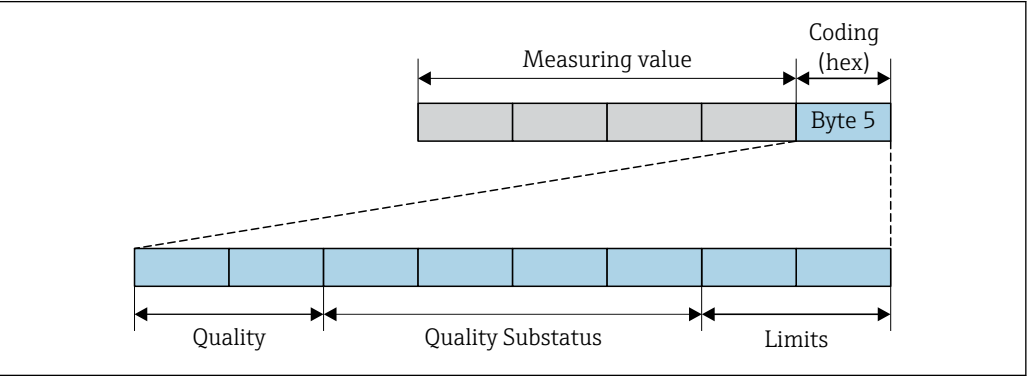 Coding
Measuring value (hex)
Byte 5
Quality Quality Substatus Limits